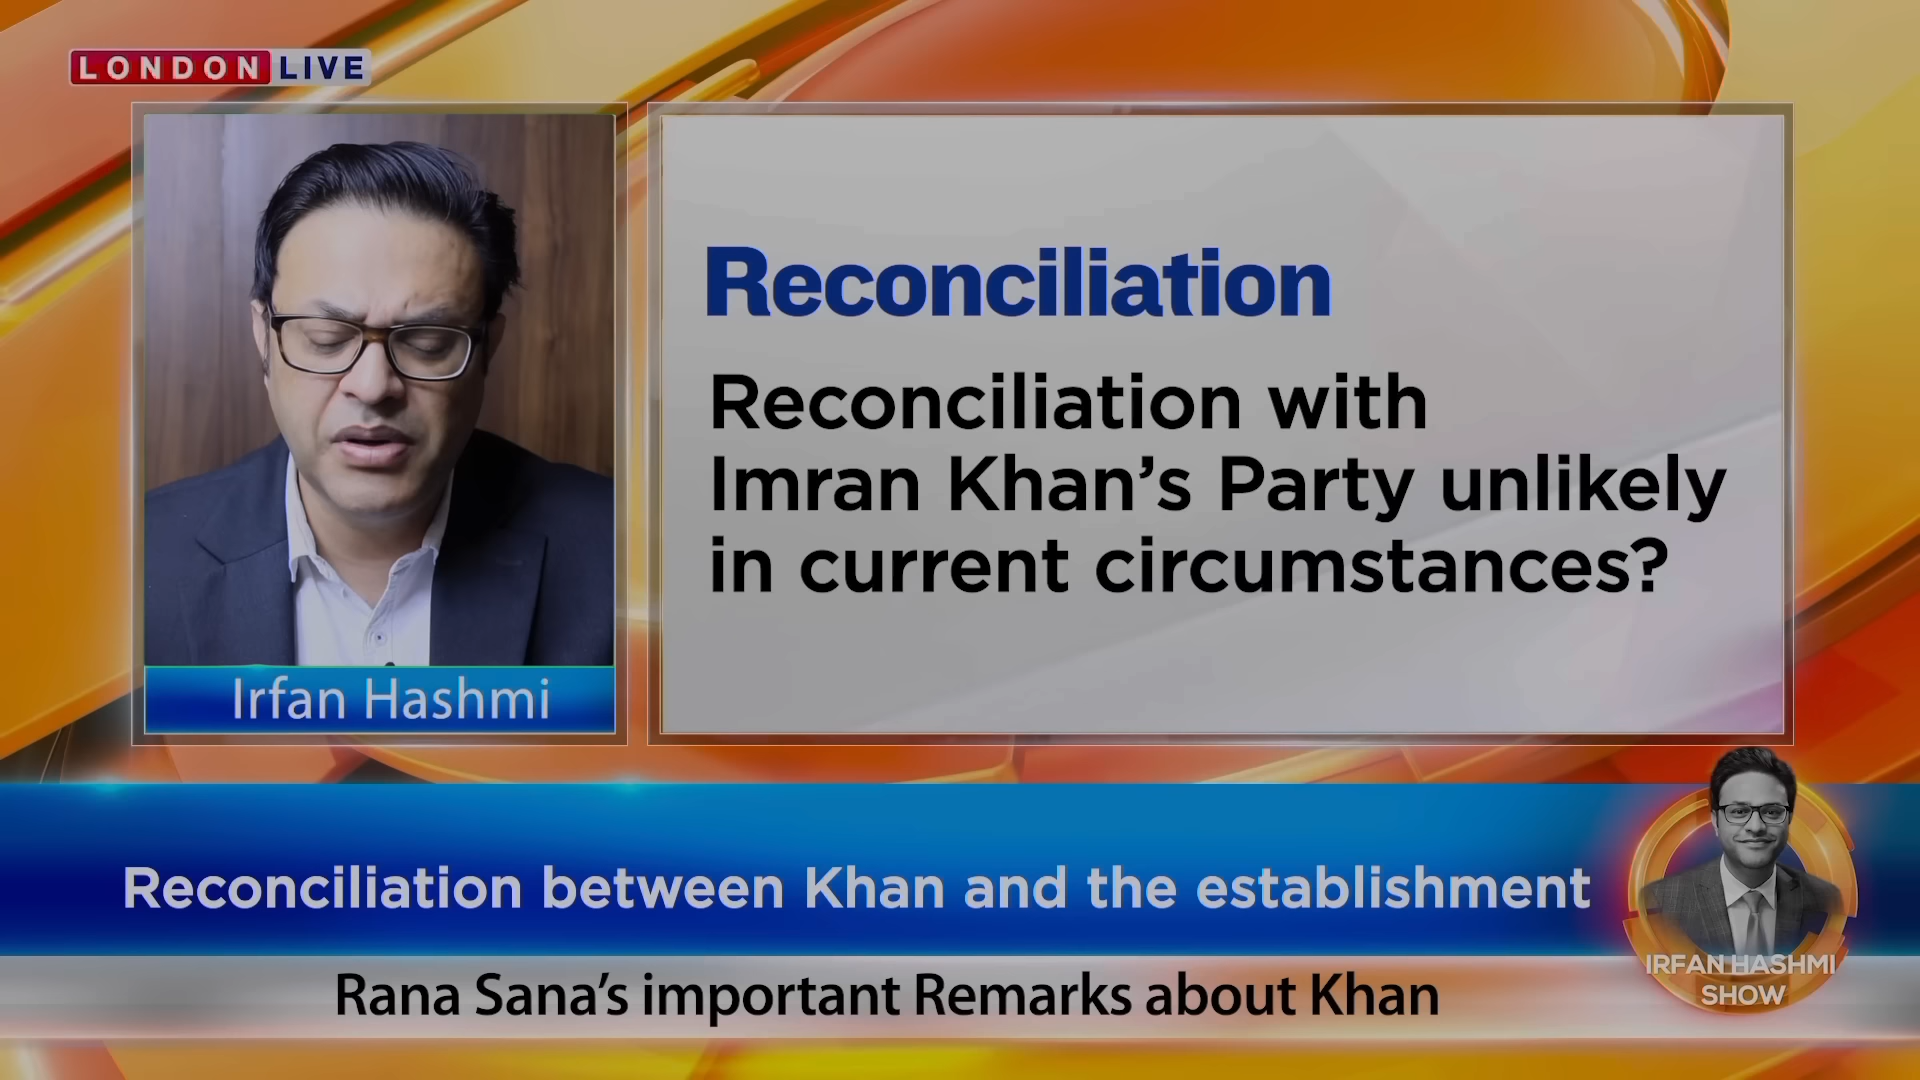 LONDON LIVE
Reconciliation
Reconciliation with
Imran Khan’s Party unlikely
in current circumstances?
Irfan Hashmi
Reconciliation between Khan and the establishment
Rana Sana’s important Remarks about Khan
IRFAN HASHMI
SHOW